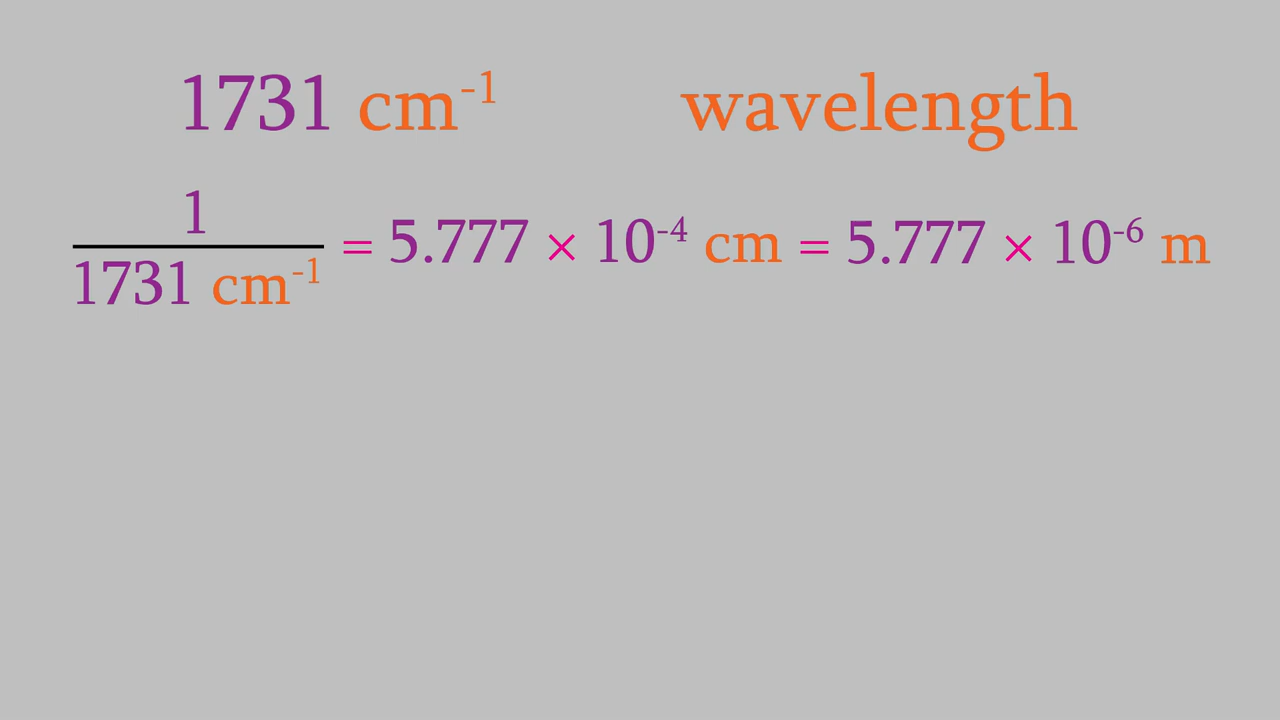 1731 cm⁻¹ wavelength
1
1731 cm⁻¹ = 5.777 × 10⁻⁴ cm = 5.777 × 10⁻⁶ m